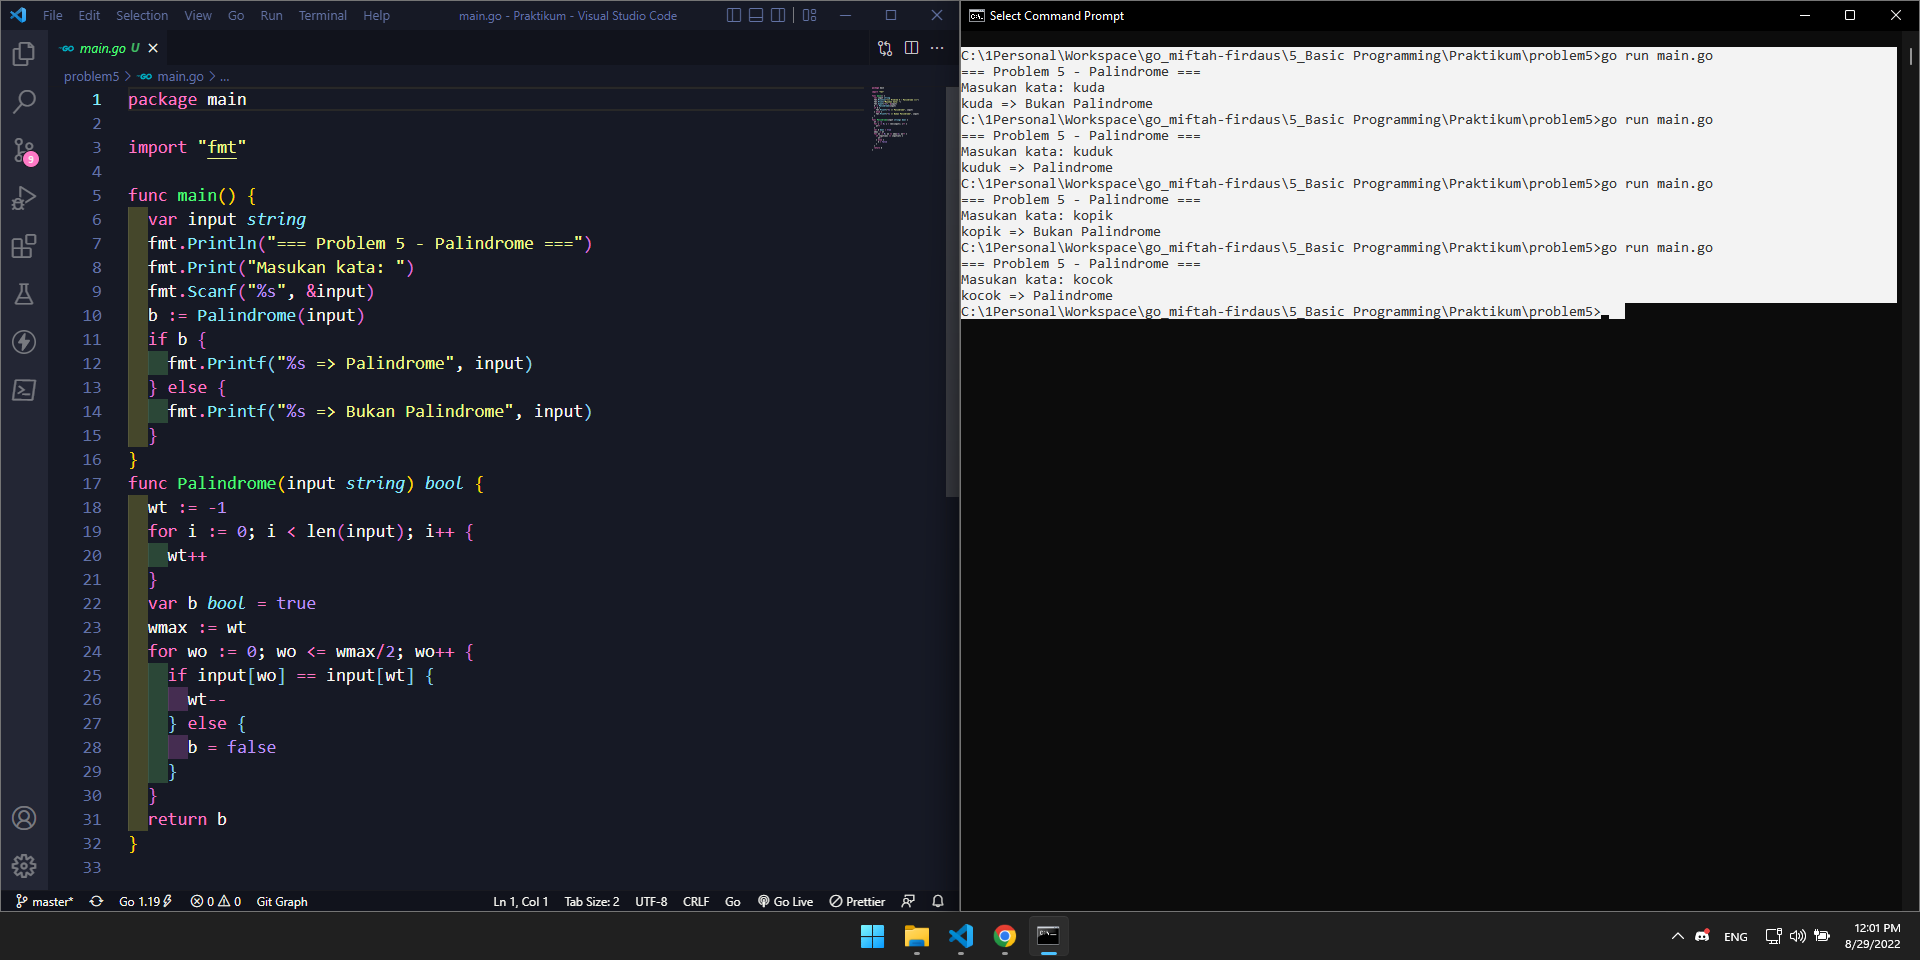 File Edit Selection View Go Run Terminal Help main.go - Praktikum - Visual Studio Code
main.go U
problem5 > main.go > ...
9
1 package main
2
3 import "fmt"
4
5 func main() {
6 var input string
7 fmt.Println("=== Problem 5 - Palindrome ===")
8 fmt.Print("Masukan kata: ")
9 fmt.Scanf("%s", &input)
10 b := Palindrome(input)
11 if b {
12 fmt.Printf("%s => Palindrome", input)
13 } else {
14 fmt.Printf("%s => Bukan Palindrome", input)
15 }
16 }
17 func Palindrome(input string) bool {
18 wt := -1
19 for i := 0; i < len(input); i++ {
20 wt++
21 }
22 var b bool = true
23 wmax := wt
24 for wo := 0; wo <= wmax/2; wo++ {
25 if input[wo] == input[wt] {
26 wt--
27 } else {
28 b = false
29 }
30 }
31 return b
32 }
33
master* Go 1.19 0 0 Git Graph Ln 1, Col 1 Tab Size: 2 UTF-8 CRLF Go Go Live Prettier
Select Command Prompt
C:\1Personal\Workspace\go_miftah-firdaus\5_Basic Programming\Praktikum\problem5>go run main.go
=== Problem 5 - Palindrome ===
Masukan kata: kuda
kuda => Bukan Palindrome
C:\1Personal\Workspace\go_miftah-firdaus\5_Basic Programming\Praktikum\problem5>go run main.go
=== Problem 5 - Palindrome ===
Masukan kata: kuduk
kuduk => Palindrome
C:\1Personal\Workspace\go_miftah-firdaus\5_Basic Programming\Praktikum\problem5>go run main.go
=== Problem 5 - Palindrome ===
Masukan kata: kopik
kopik => Bukan Palindrome
C:\1Personal\Workspace\go_miftah-firdaus\5_Basic Programming\Praktikum\problem5>go run main.go
=== Problem 5 - Palindrome ===
Masukan kata: kocok
kocok => Palindrome
C:\1Personal\Workspace\go_miftah-firdaus\5_Basic Programming\Praktikum\problem5>
ENG
12:01 PM
8/29/2022